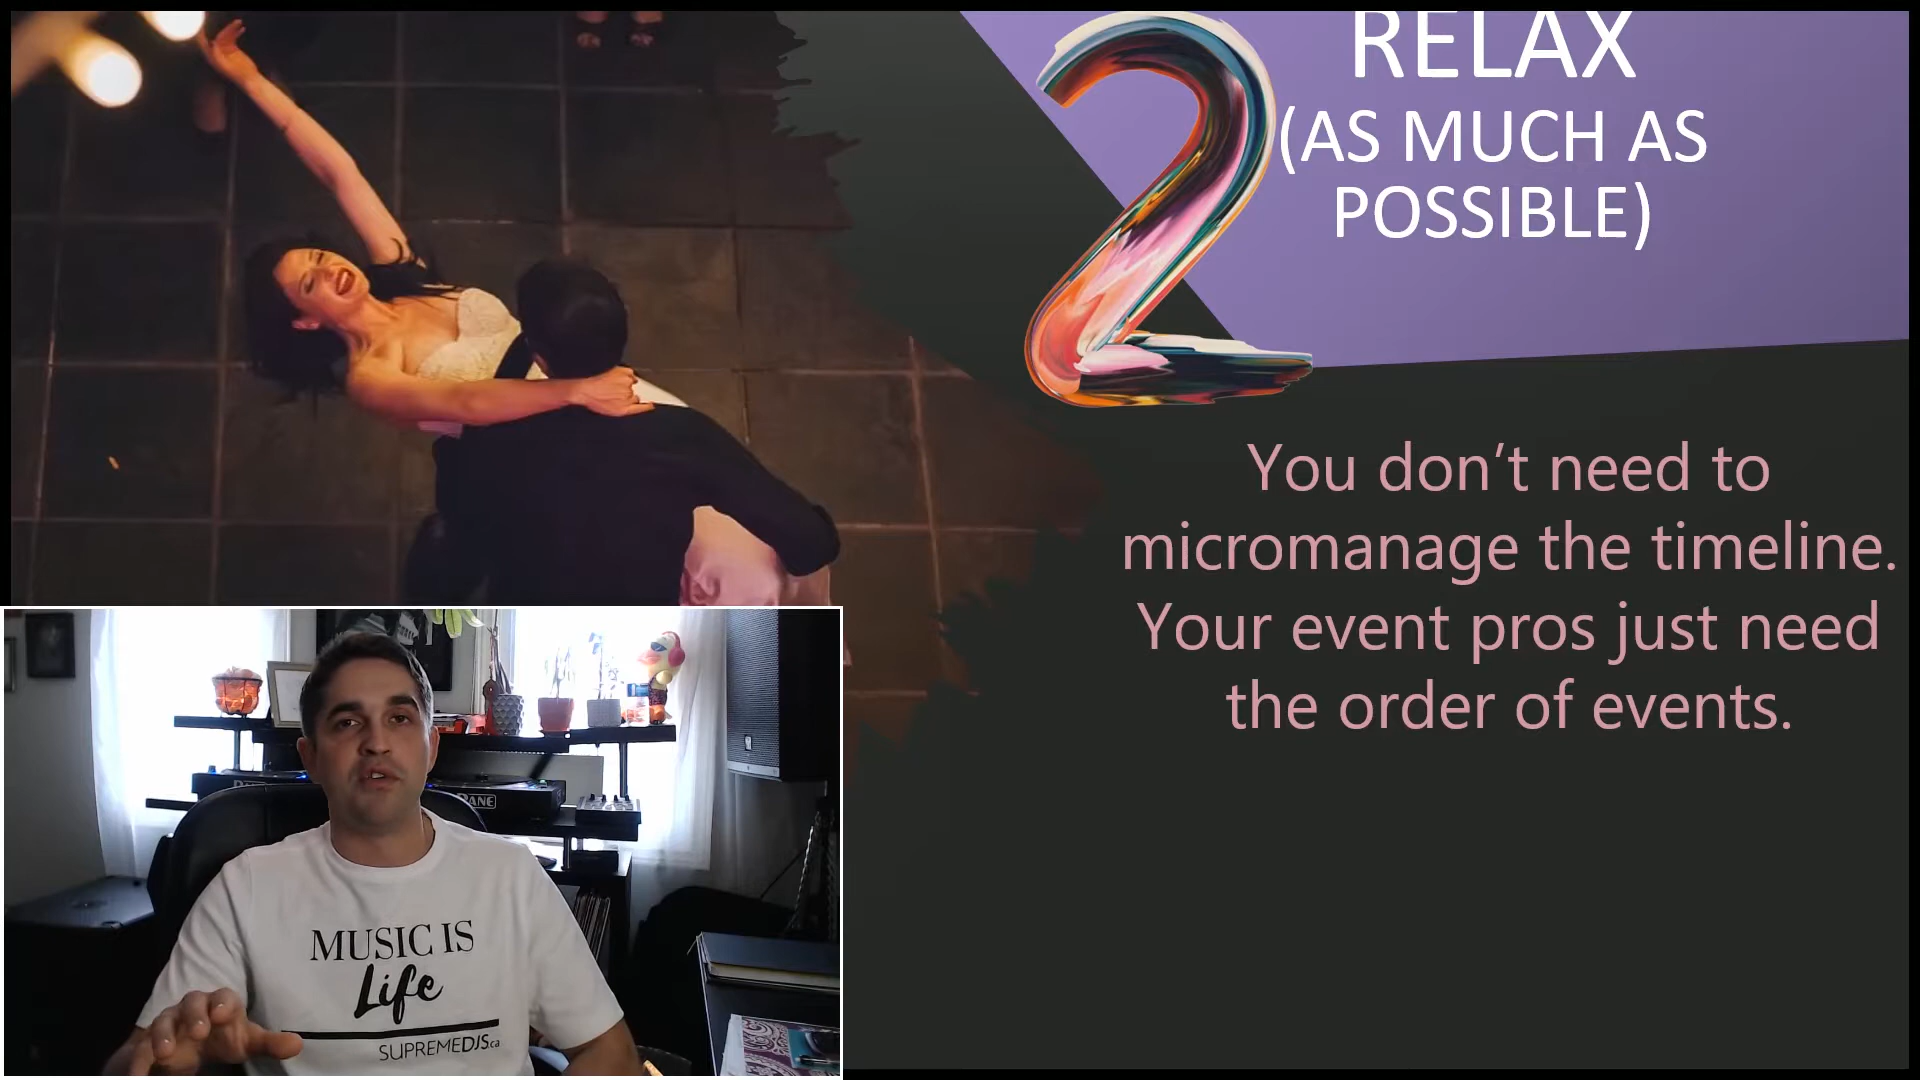 2
RELAX
(AS MUCH AS
POSSIBLE)
You don’t need to
micromanage the timeline.
Your event pros just need
the order of events.
RANE
MUSIC IS
Life
SUPREMEDJS.ca